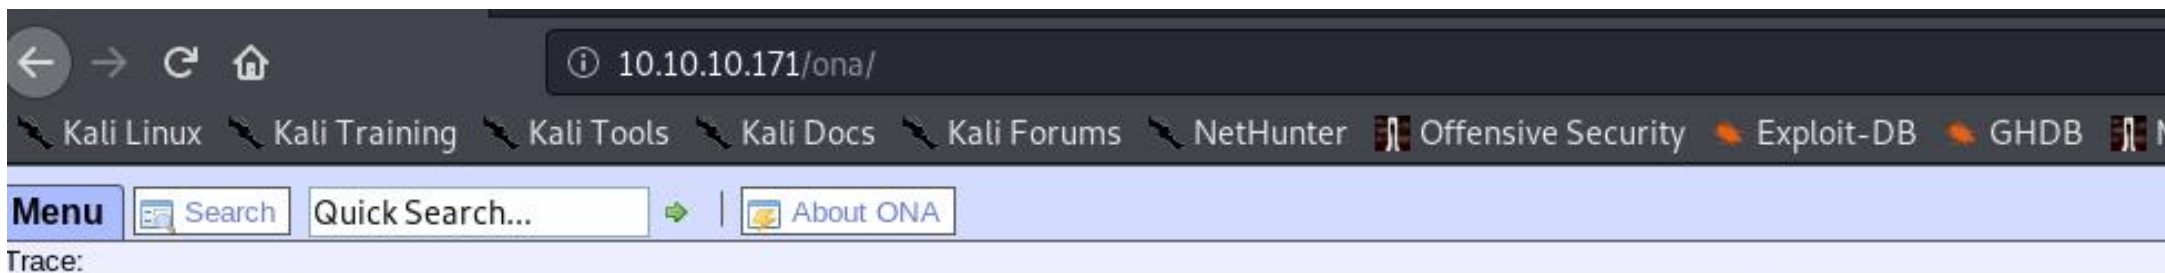 10.10.10.171/ona/
Kali Linux Kali Training Kali Tools Kali Docs Kali Forums NetHunter Offensive Security Exploit-DB GHDB
Menu Search Quick Search... About ONA
Trace: